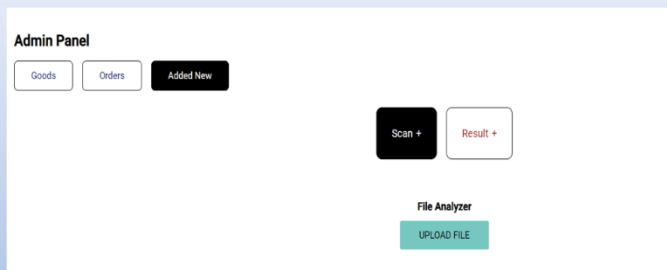 Admin Panel
Goods Orders Added New
Scan + Result +
File Analyzer
UPLOAD FILE